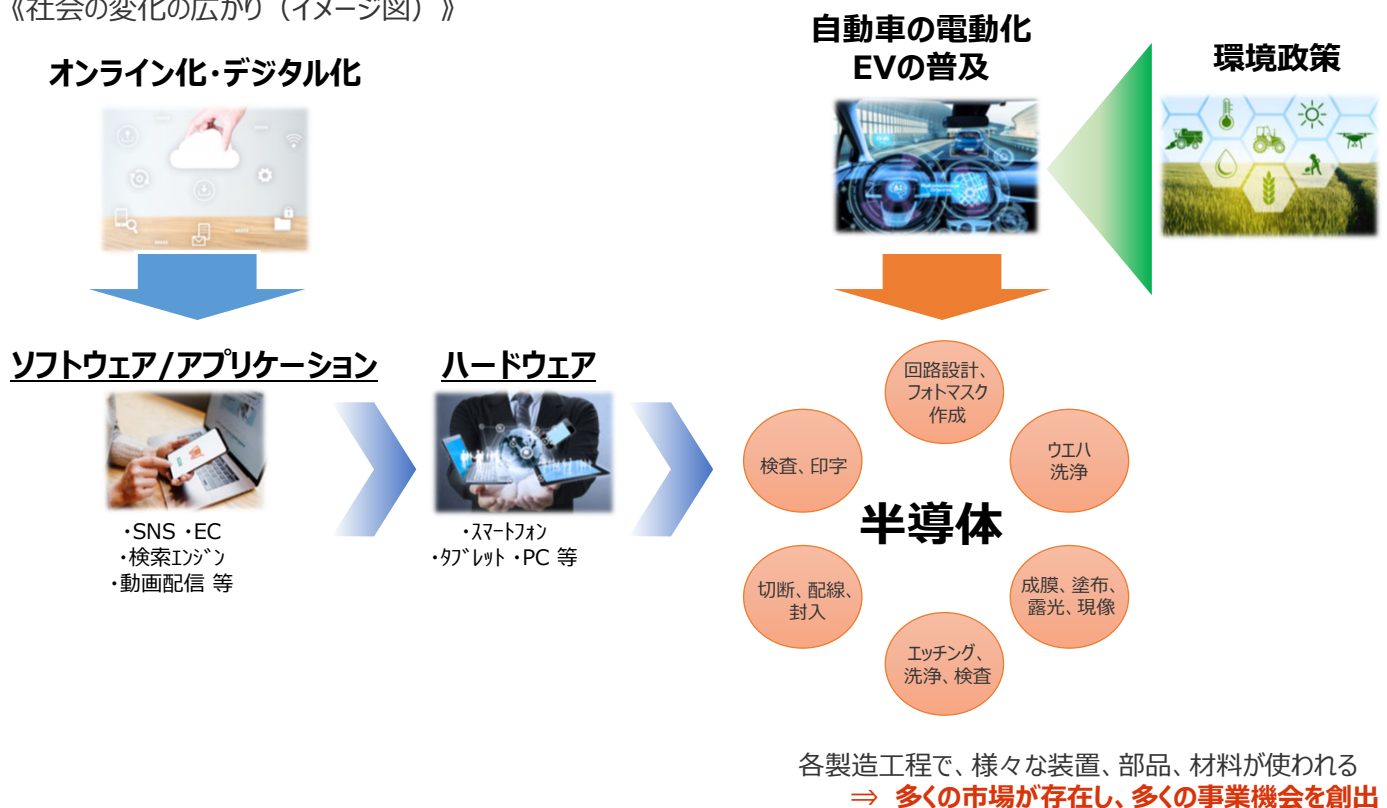 《社会の変化の広がり（イメージ図）》
オンライン化・デジタル化
自動車の電動化
EVの普及
環境政策
AI
ソフトウェア/アプリケーション
・SNS ・EC
・検索ｴﾝｼﾞﾝ
・動画配信 等
ハードウェア
・ｽﾏｰﾄﾌｫﾝ
・ﾀﾌﾞﾚｯﾄ ・PC 等
半導体
回路設計、
フォトマスク
作成
ウエハ
洗浄
成膜、塗布、
露光、現像
エッチング、
洗浄、検査
切断、配線、
封入
検査、印字
各製造工程で、様々な装置、部品、材料が使われる
⇒ 多くの市場が存在し、多くの事業機会を創出